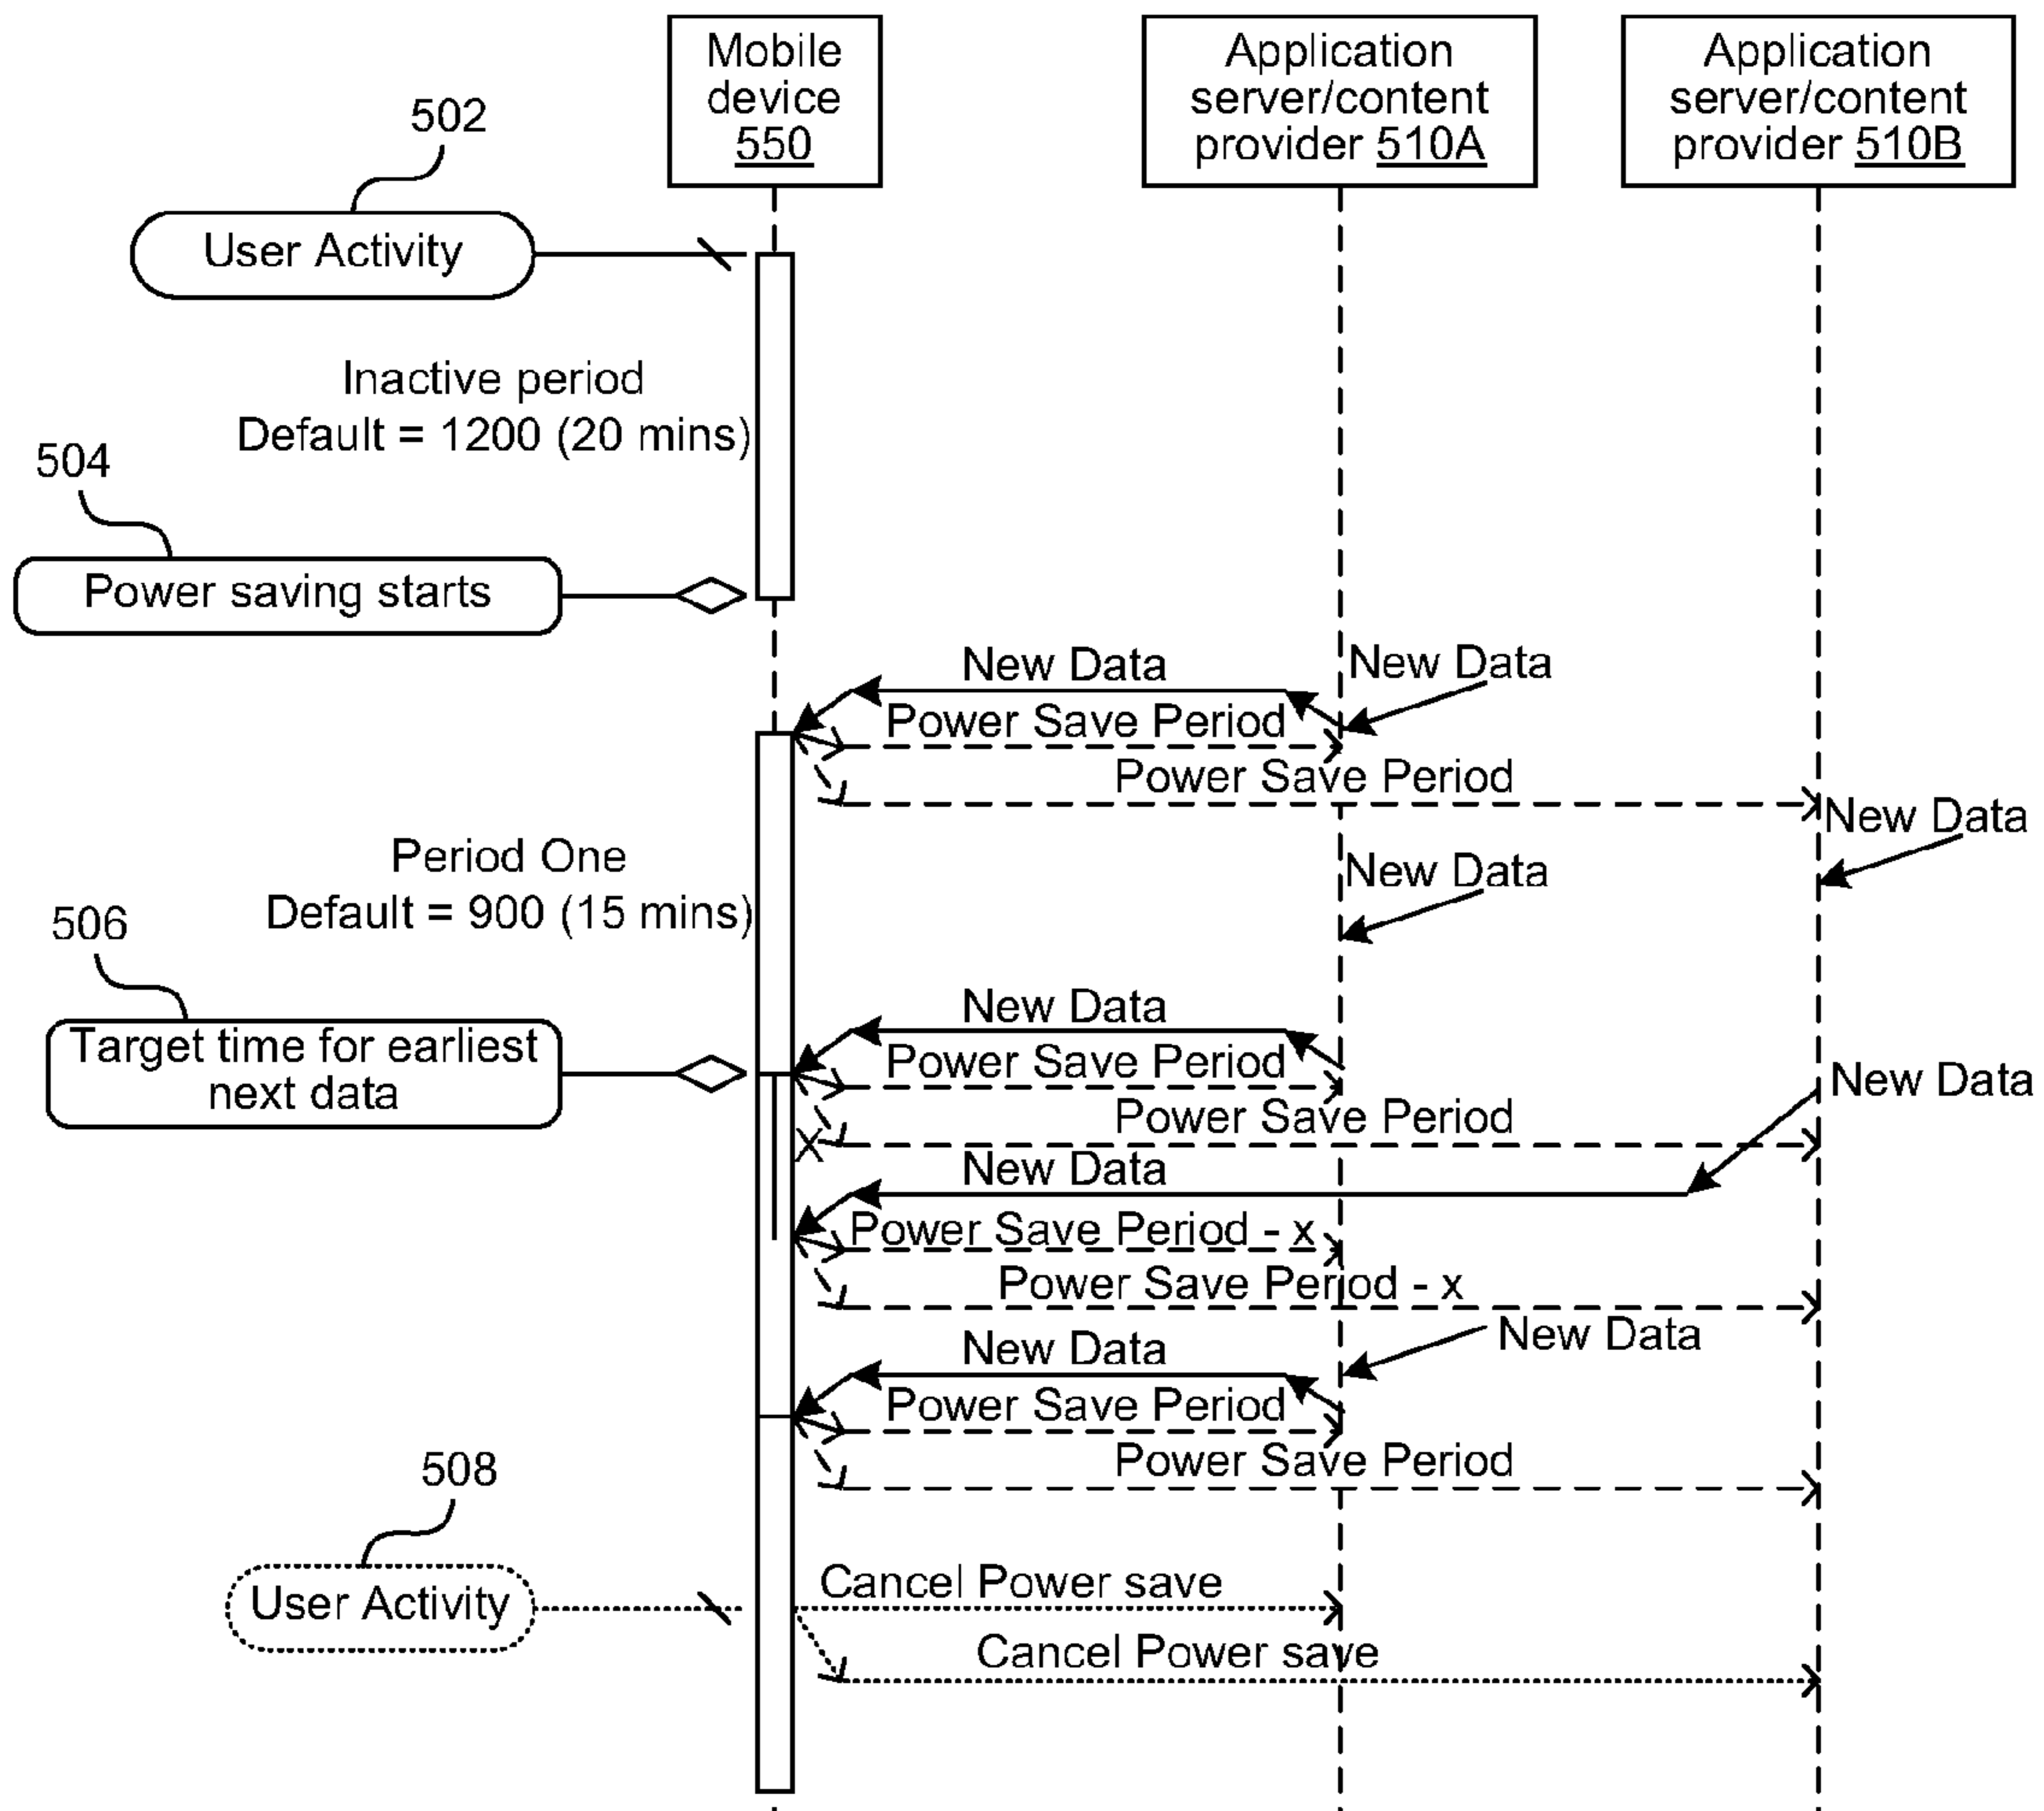 Mobile
device
550
Application
server/content
provider 510A
Application
server/content
provider 510B
502
User Activity
Inactive period
Default = 1200 (20 mins)
504
Power saving starts
New Data
New Data
Power Save Period
Power Save Period
New Data
Period One
New Data
Default = 900 (15 mins)
506
New Data
Target time for earliest
next data
Power Save Period
New Data
Power Save Period
X
New Data
Power Save Period - x
Power Save Period - x
New Data
New Data
Power Save Period
Power Save Period
508
User Activity
Cancel Power save
Cancel Power save